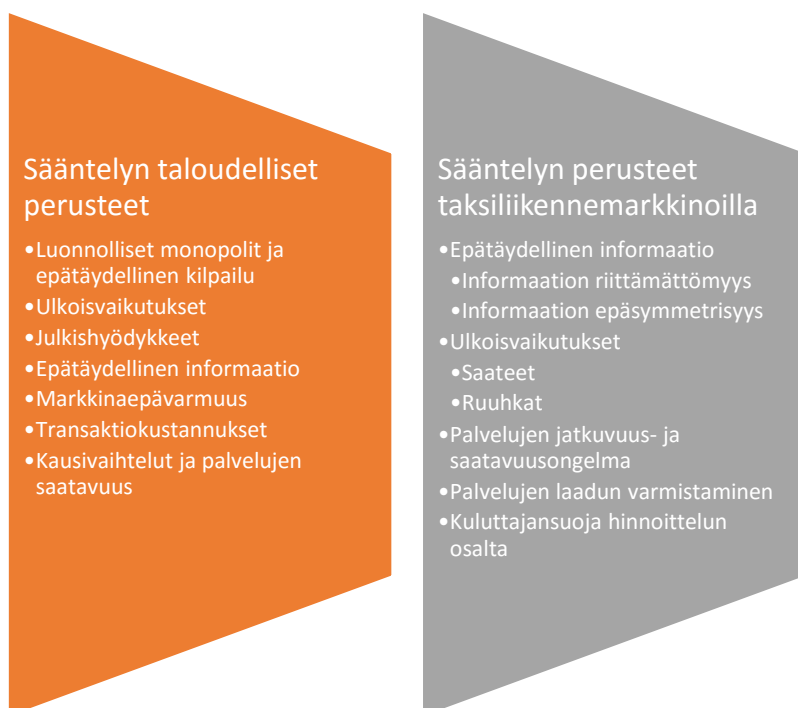 Sääntelyn taloudelliset
perusteet
•Luonnolliset monopolit ja
epätäydellinen kilpailu
•Ulkoisvaikutukset
•Julkishyödykkeet
•Epätäydellinen informaatio
•Markkinaepävarmuus
•Transaktiokustannukset
•Kausivaihtelut ja palvelujen
saatavuus
Sääntelyn perusteet
taksiliikennemarkkinoilla
•Epätäydellinen informaatio
•Informaation riittämättömyys
•Informaation epäsymmetrisyys
•Ulkoisvaikutukset
•Saateet
•Ruuhkat
•Palvelujen jatkuvuus- ja
saatavuusongelma
•Palvelujen laadun varmistaminen
•Kuluttajansuoja hinnoittelun
osalta